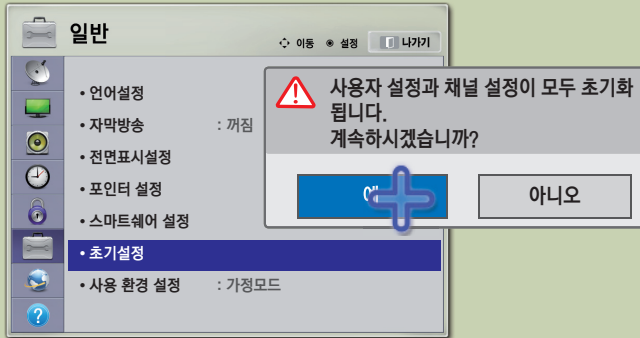 일반
이동 설정 나가기
• 언어설정
• 자막방송 : 꺼짐
• 전면표시설정
• 포인터 설정
• 스마트쉐어 설정
• 초기설정
• 사용 환경 설정 : 가정모드
사용자 설정과 채널 설정이 모두 초기화
됩니다.
계속하시겠습니까?
아니오